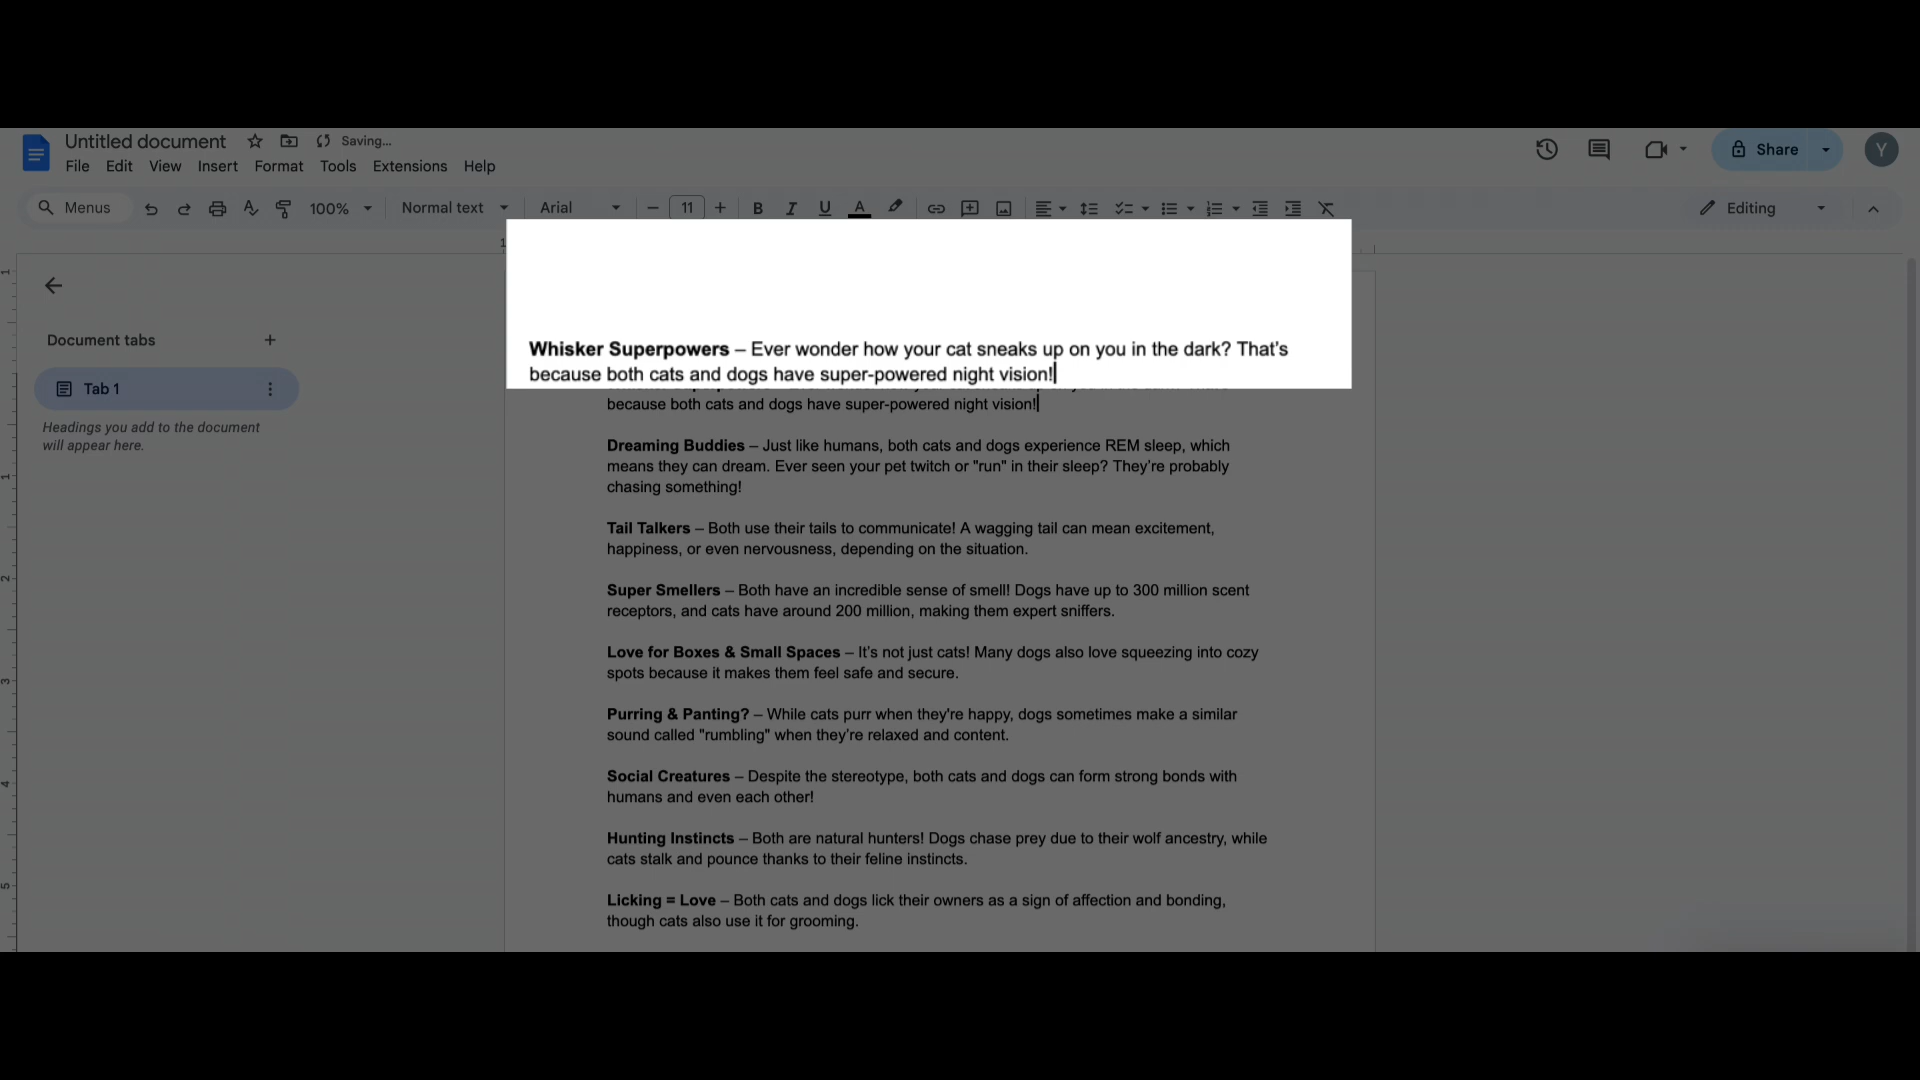 Untitled document Saving...
File Edit View Insert Format Tools Extensions Help
Share
Y
Menus 100% Normal text Arial 11 B I U A Editing
Whisker Superpowers – Ever wonder how your cat sneaks up on you in the dark? That's
because both cats and dogs have super-powered night vision!
because both cats and dogs have super-powered night vision!
Document tabs
Tab 1
Headings you add to the document
will appear here.
Dreaming Buddies – Just like humans, both cats and dogs experience REM sleep, which
means they can dream. Ever seen your pet twitch or "run" in their sleep? They're probably
chasing something!
Tail Talkers – Both use their tails to communicate! A wagging tail can mean excitement,
happiness, or even nervousness, depending on the situation.
Super Smellers – Both have an incredible sense of smell! Dogs have up to 300 million scent
receptors, and cats have around 200 million, making them expert sniffers.
Love for Boxes & Small Spaces – It's not just cats! Many dogs also love squeezing into cozy
spots because it makes them feel safe and secure.
Purring & Panting? – While cats purr when they're happy, dogs sometimes make a similar
sound called "rumbling" when they're relaxed and content.
Social Creatures – Despite the stereotype, both cats and dogs can form strong bonds with
humans and even each other!
Hunting Instincts – Both are natural hunters! Dogs chase prey due to their wolf ancestry, while
cats stalk and pounce thanks to their feline instincts.
Licking = Love – Both cats and dogs lick their owners as a sign of affection and bonding,
though cats also use it for grooming.
1
1
2
3
4
5